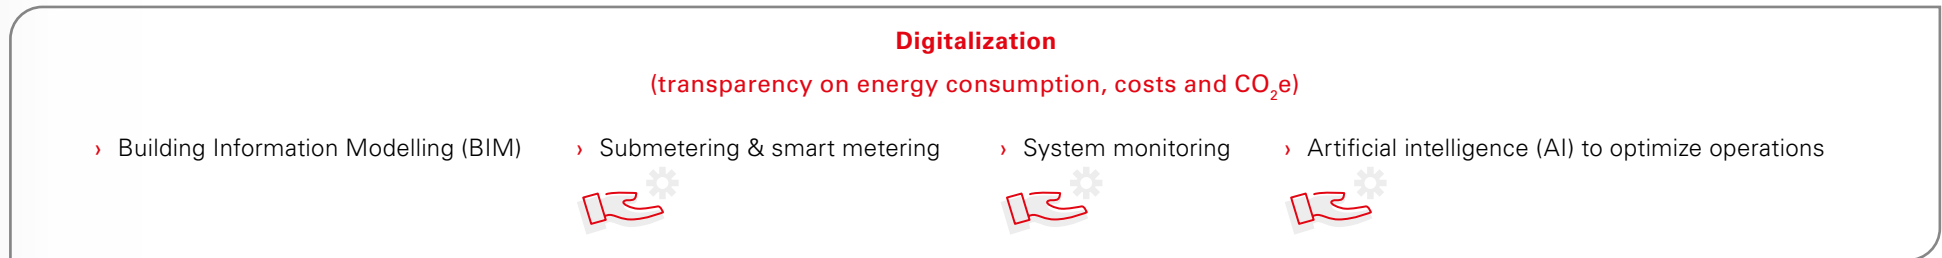 Digitalization
(transparency on energy consumption, costs and CO₂e)
› Building Information Modelling (BIM) › Submetering & smart metering › System monitoring › Artificial intelligence (AI) to optimize operations